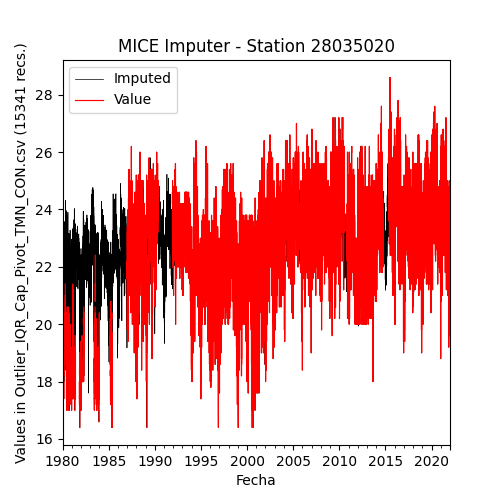 MICE Imputer - Station 28035020
Imputed
Value
Values in Outlier_IQR_Cap_Pivot_TMN_CON.csv (15341 recs.)
28
26
24
22
20
18
16
1980 1985 1990 1995 2000 2005 2010 2015 2020
Fecha